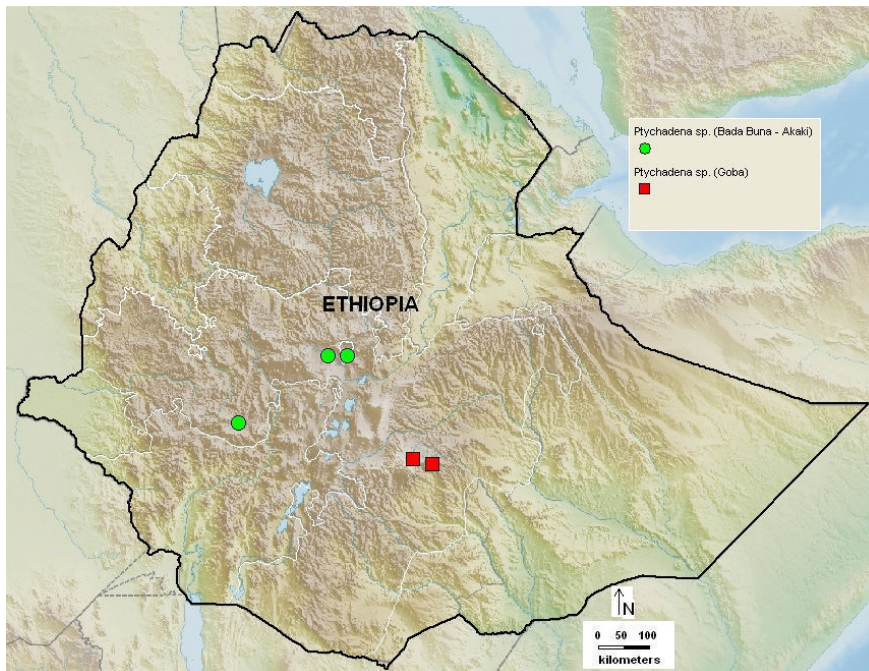 Ptychadena sp. (Bada Buna - Akaki)
Ptychadena sp. (Goba)
ETHIOPIA
N
0 50 100
kilometers